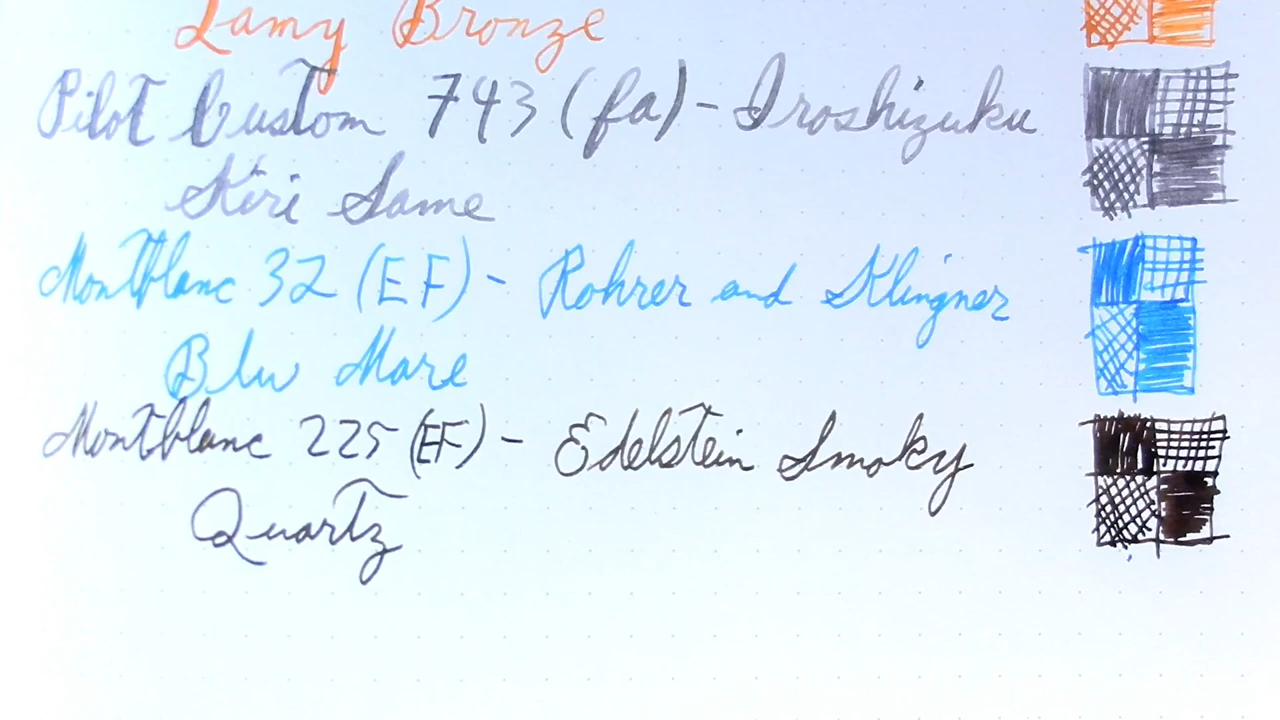 Lamy Bronze
Pilot Custom 743 (fa) - Iroshizuku
Kiri Same
Montblanc 32 (EF) - Rohrer and Klingner
Blu Mare
Montblanc 225 (EF) - Edelstein Smoky
Quartz